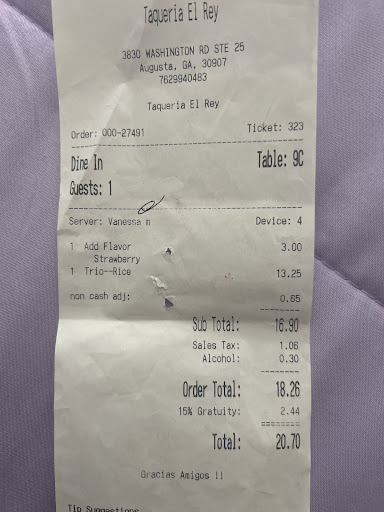 Taqueria El Rey
3830 WASHINGTON RD STE 25
Augusta, GA, 30907
7629940483
Taqueria El Rey
Order: 000-27491 Ticket: 323
Dine In Table: 9C
Guests: 1
Server: Vanessa m Device: 4
1 Add Flavor 3.00
Strawberry
1 Trio--Rice 13.25
non cash adj: 0.65
Sub Total: 16.90
Sales Tax: 1.06
Alcohol: 0.30
Order Total: 18.26
15% Gratuity: 2.44
Total: 20.70
Gracias Amigos !!
Tip Suggestions